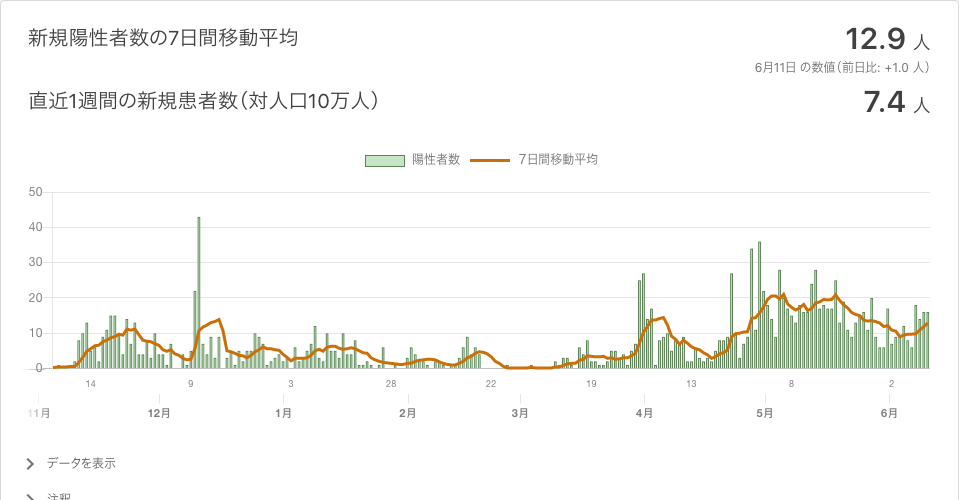 新規陽性者数の7日間移動平均
12.9 人
6月11日 の数値（前日比: +1.0 人）
直近1週間の新規患者数（対人口10万人）
7.4 人
陽性者数 7日間移動平均
50
40
30
20
10
0
14 9 3 28 22 19 13 8 2
11月 12月 1月 2月 3月 4月 5月 6月
データを表示
注釈